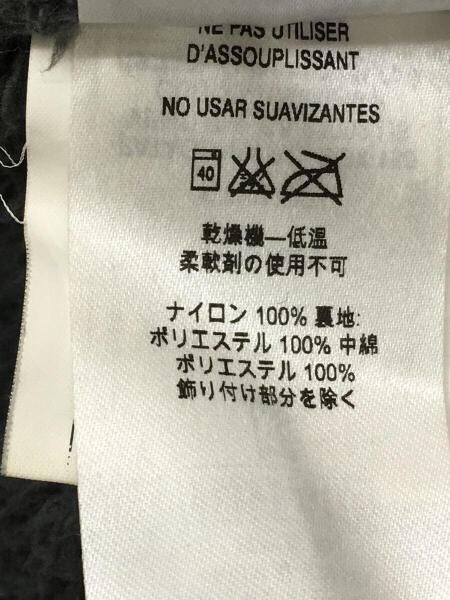 NE PAS UTILISER
D'ASSOUPLISSANT
NO USAR SUAVIZANTES
40
乾燥機—低温
柔軟剤の使用不可
ナイロン 100% 裏地:
ポリエステル 100% 中綿
ポリエステル 100%
飾り付け部分を除く